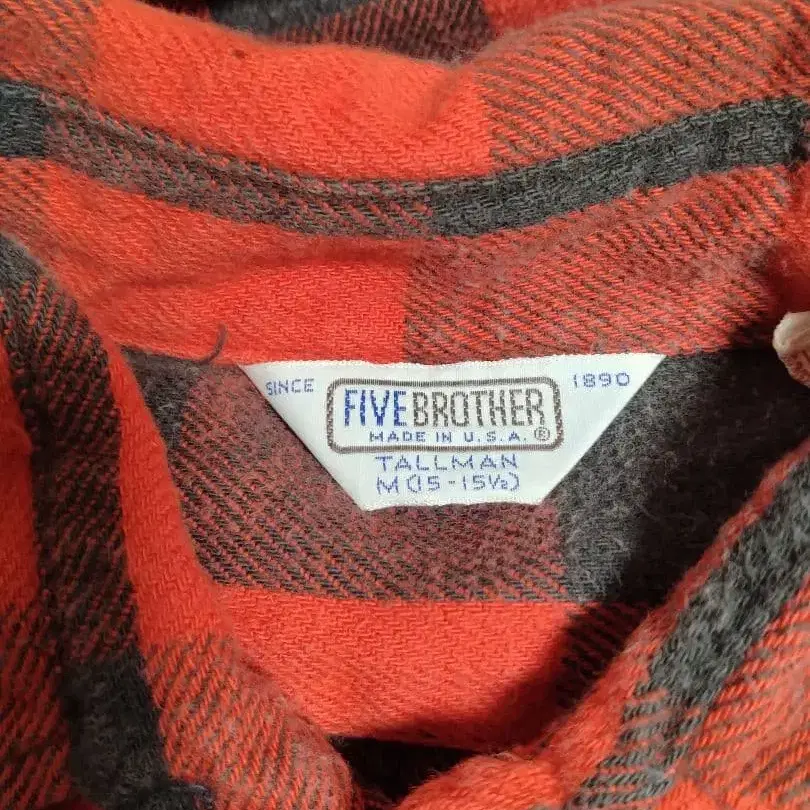 SINCE 1890
FIVE BROTHER
MADE IN U.S.A. ®
TALLMAN
M (15-15½)